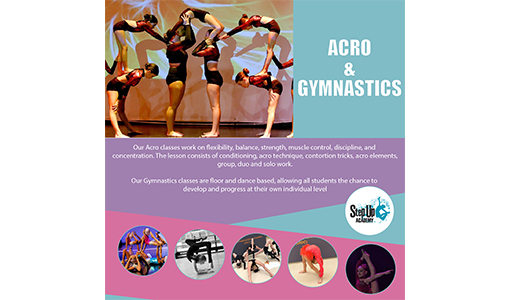 ACRO
&
GYMNASTICS
Our Acro classes work on flexibility, balance, strength, muscle control, discipline, and
concentration. The lesson consists of conditioning, acro technique, contortion tricks, acro elements,
group, duo and solo work.
Our Gymnastics classes are floor and dance based, allowing all students the chance to
develop and progress at their own individual level
Step Up
ACADEMY